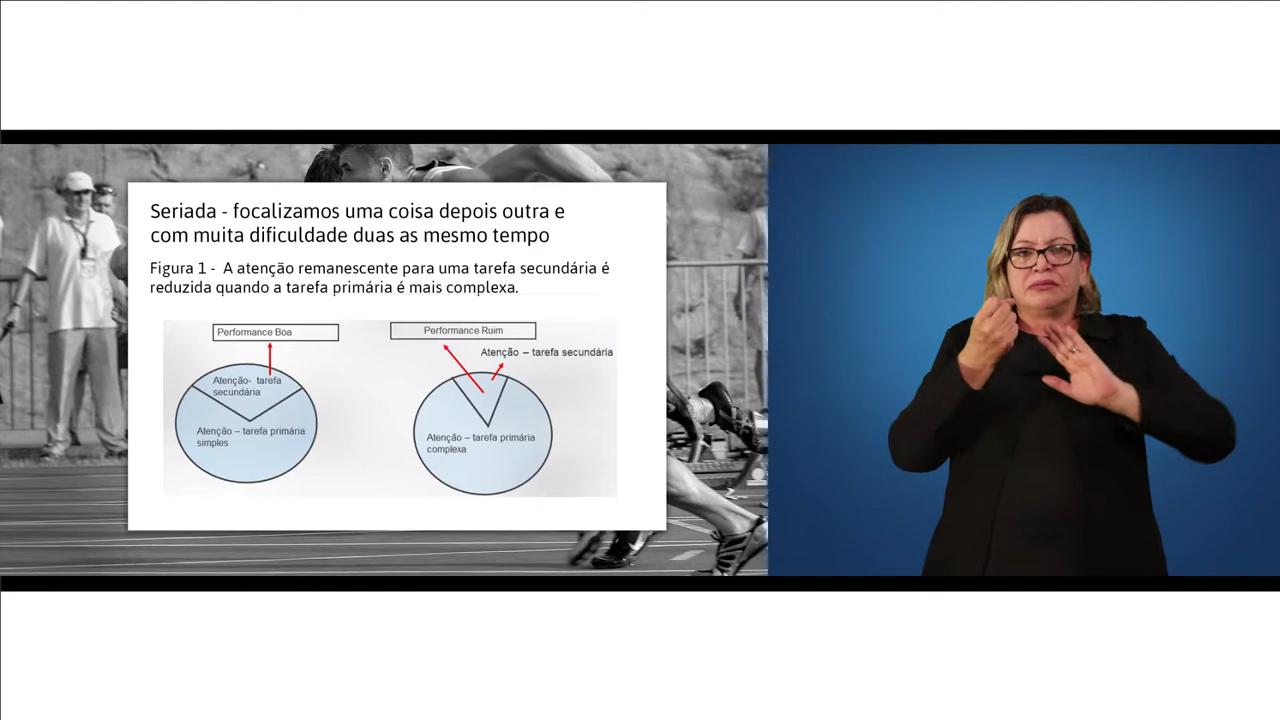 Seriada - focalizamos uma coisa depois outra e
com muita dificuldade duas as mesmo tempo
Figura 1 - A atenção remanescente para uma tarefa secundária é
reduzida quando a tarefa primária é mais complexa.
Performance Boa
Atenção- tarefa
secundária
Atenção – tarefa primária
simples
Performance Ruim
Atenção – tarefa secundária
Atenção – tarefa primária
complexa